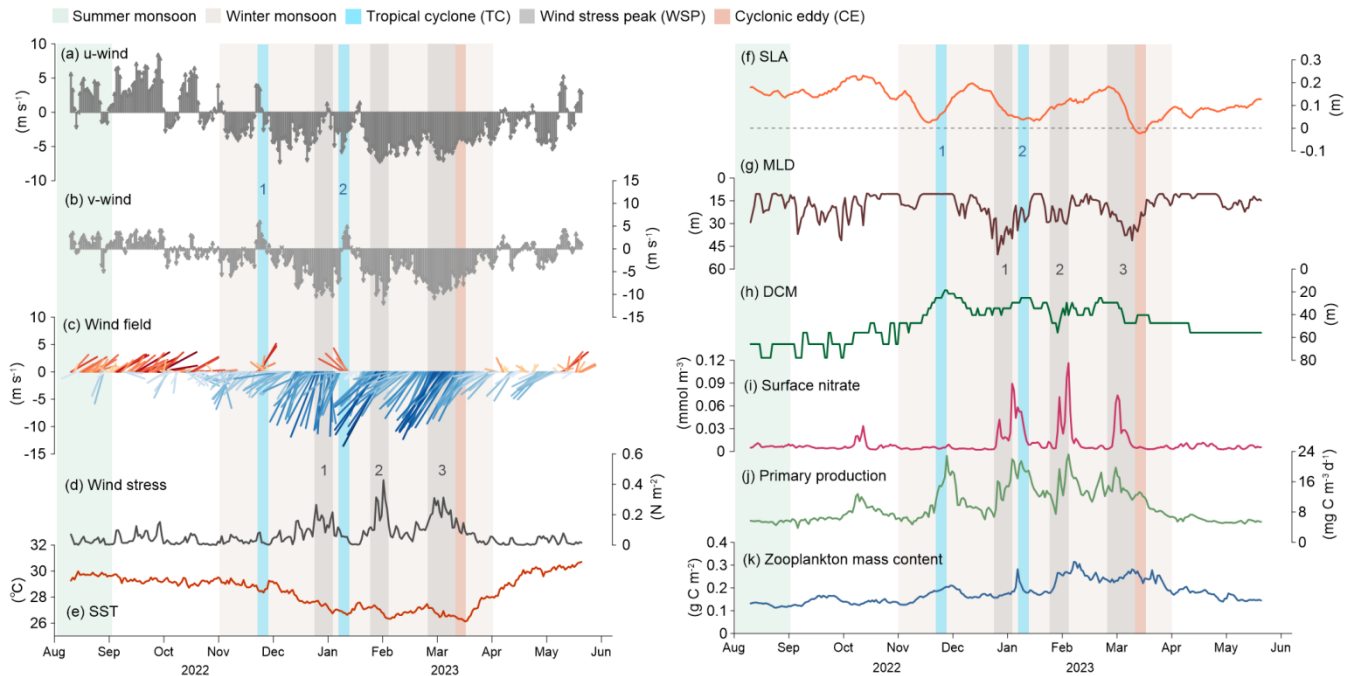 Summer monsoon Winter monsoon Tropical cyclone (TC) Wind stress peak (WSP) Cyclonic eddy (CE)
(a) u-wind
10
5
0
-5
-10
(m s⁻¹)
1 2
(b) v-wind
15
10
5
0
-5
-10
-15
(m s⁻¹)
(c) Wind field
10
5
0
-5
-10
-15
(m s⁻¹)
1 2 3
(d) Wind stress
0.6
0.4
0.2
0
(N m⁻²)
32
30
28
26
(°C)
(e) SST
Aug Sep Oct Nov Dec Jan Feb Mar Apr May Jun
2022 2023
(f) SLA
0.3
0.2
0.1
0
-0.1
(m)
1 2
(g) MLD
0
15
30
45
60
(m)
1 2 3
(h) DCM
0
20
40
60
80
(m)
0.12
0.09
0.06
0.03
0
(mmol m⁻³)
(i) Surface nitrate
(j) Primary production
24
16
8
0
(mg C m⁻³ d⁻¹)
0.4
0.3
0.2
0.1
0
(g C m⁻²)
(k) Zooplankton mass content
Aug Sep Oct Nov Dec Jan Feb Mar Apr May Jun
2022 2023